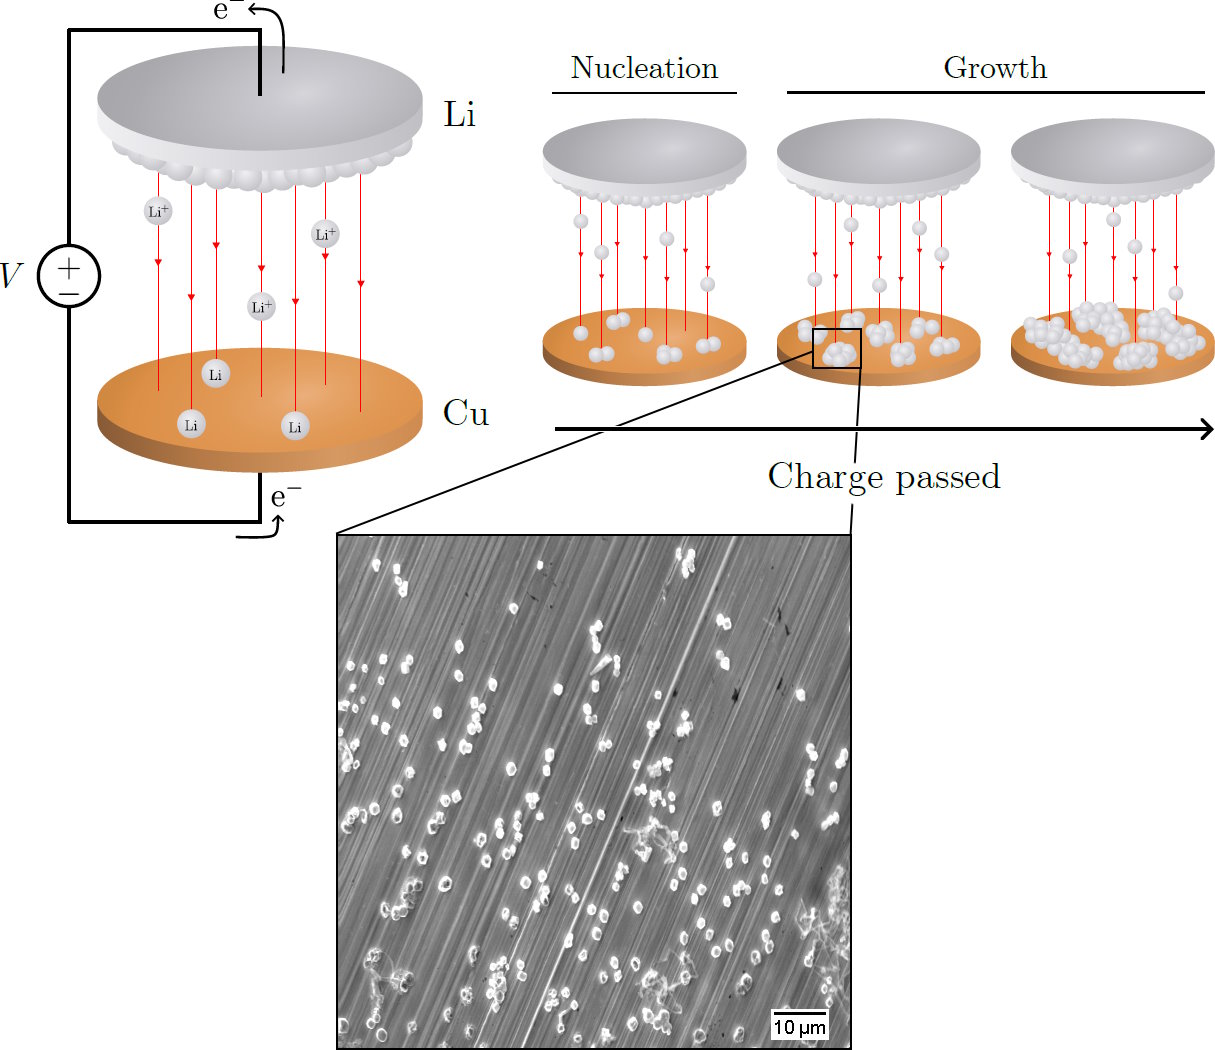 e⁻
Li
Li⁺
Li⁺
Li⁺
V
+
−
Li
Li
Li
Cu
e⁻
Nucleation
Growth
Charge passed
10 µm